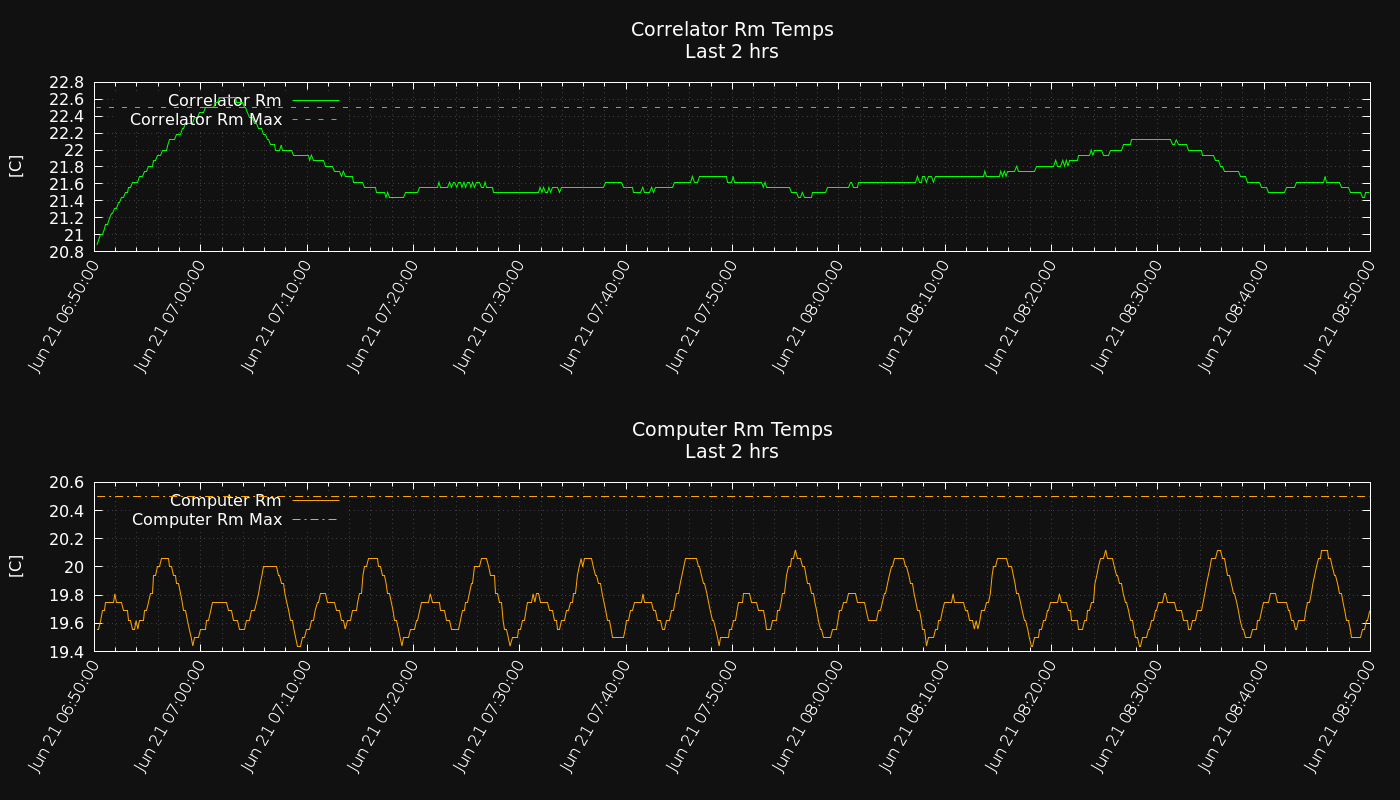 Correlator Rm Temps
Last 2 hrs
[C]
22.8
22.6
22.4
22.2
22
21.8
21.6
21.4
21.2
21
20.8
Correlator Rm
Correlator Rm Max
Jun 21 06:50:00
Jun 21 07:00:00
Jun 21 07:10:00
Jun 21 07:20:00
Jun 21 07:30:00
Jun 21 07:40:00
Jun 21 07:50:00
Jun 21 08:00:00
Jun 21 08:10:00
Jun 21 08:20:00
Jun 21 08:30:00
Jun 21 08:40:00
Jun 21 08:50:00
Computer Rm Temps
Last 2 hrs
[C]
20.6
20.4
20.2
20
19.8
19.6
19.4
Computer Rm
Computer Rm Max
Jun 21 06:50:00
Jun 21 07:00:00
Jun 21 07:10:00
Jun 21 07:20:00
Jun 21 07:30:00
Jun 21 07:40:00
Jun 21 07:50:00
Jun 21 08:00:00
Jun 21 08:10:00
Jun 21 08:20:00
Jun 21 08:30:00
Jun 21 08:40:00
Jun 21 08:50:00